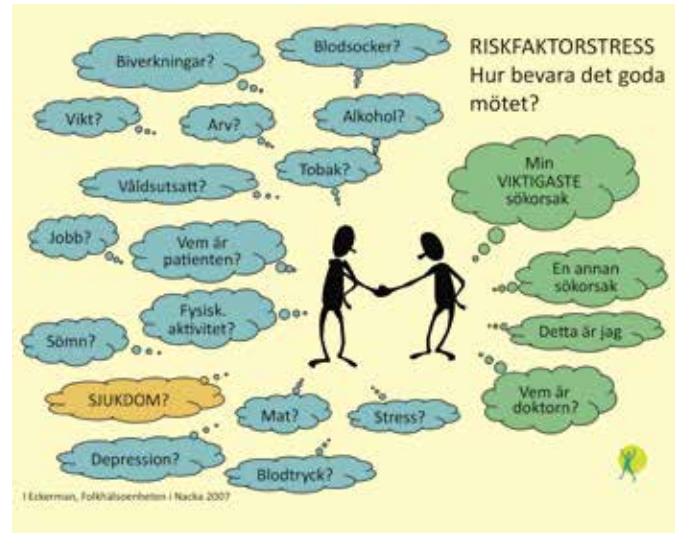 RISKFAKTORSTRESS
Hur bevara det goda
mötet?
Biverkningar?
Blodsocker?
Vikt?
Arv?
Alkohol?
Tobak?
Våldsutsatt?
Jobb?
Vem är
patienten?
Fysisk.
aktivitet?
Sömn?
SJUKDOM?
Mat?
Stress?
Depression?
Blodtryck?
Min
VIKTIGASTE
sökorsak
En annan
sökorsak
Detta är jag
Vem är
doktorn?
I Eckerman, Folkhälsoenheten i Nacka 2007